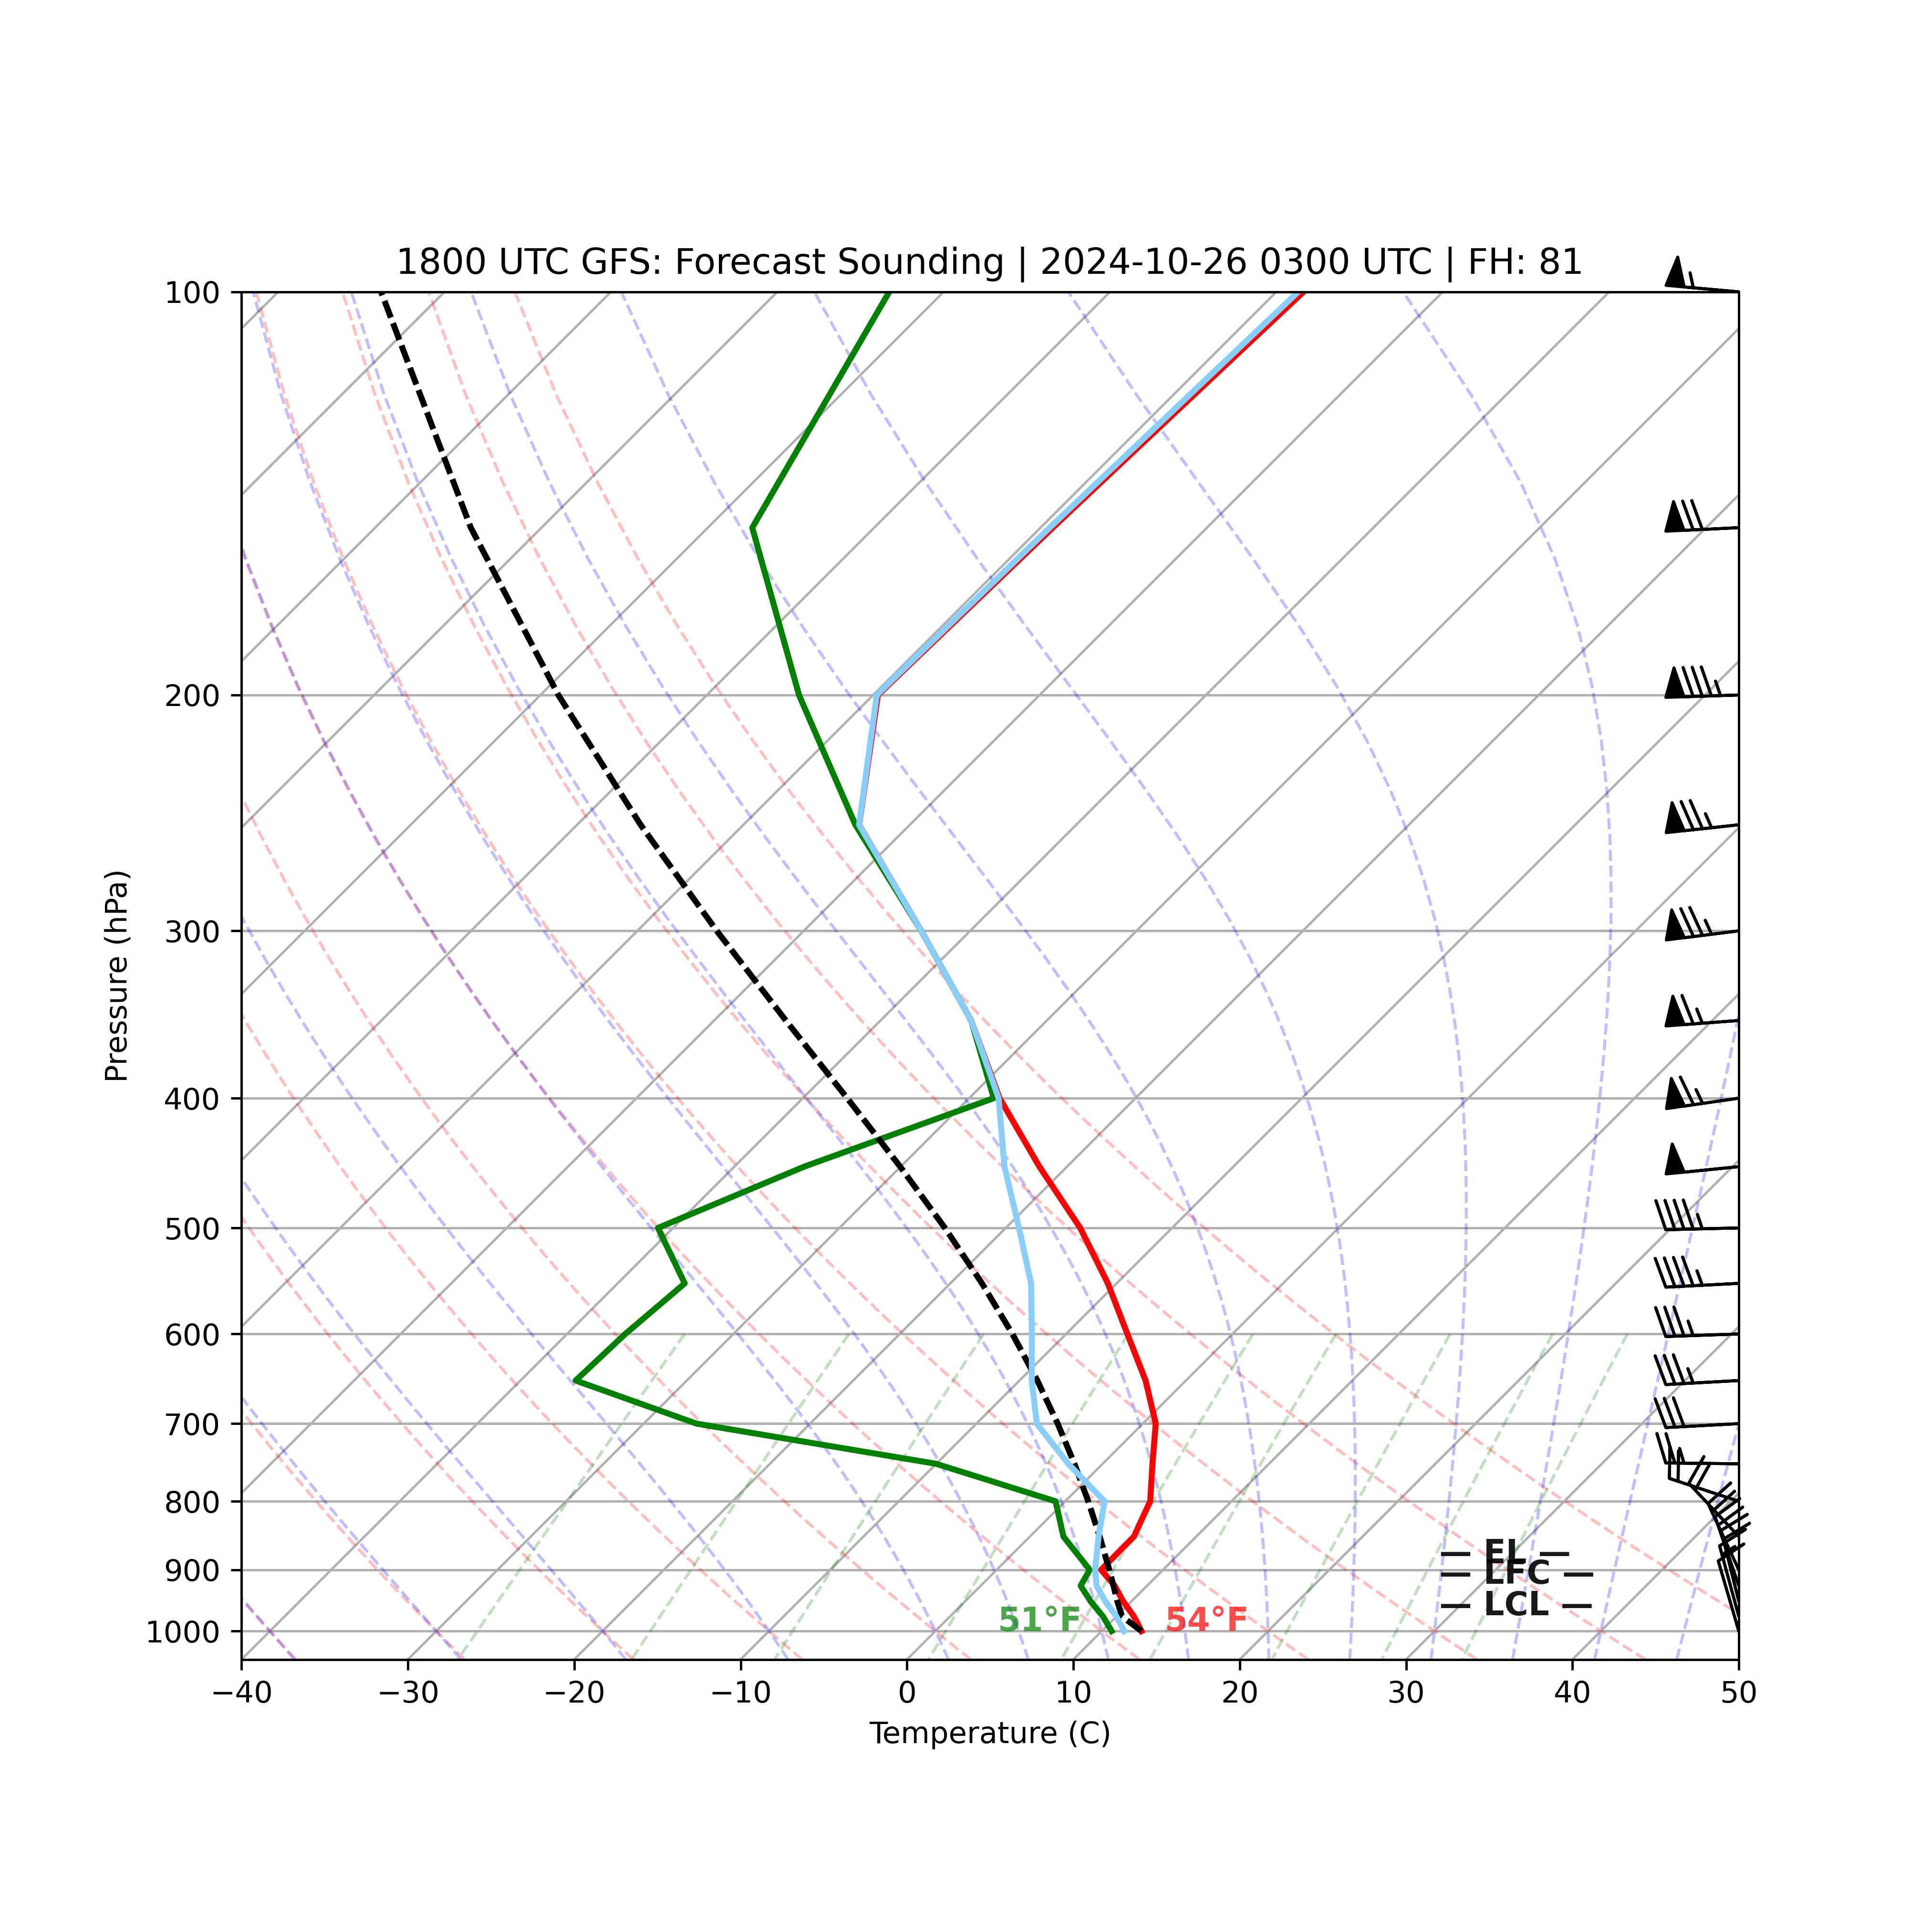 1800 UTC GFS: Forecast Sounding | 2024-10-26 0300 UTC | FH: 81
100
200
300
400
500
600
700
800
900
1000
Pressure (hPa)
— EL —
— LFC —
— LCL —
51°F
54°F
−40 −30 −20 −10 0 10 20 30 40 50
Temperature (C)